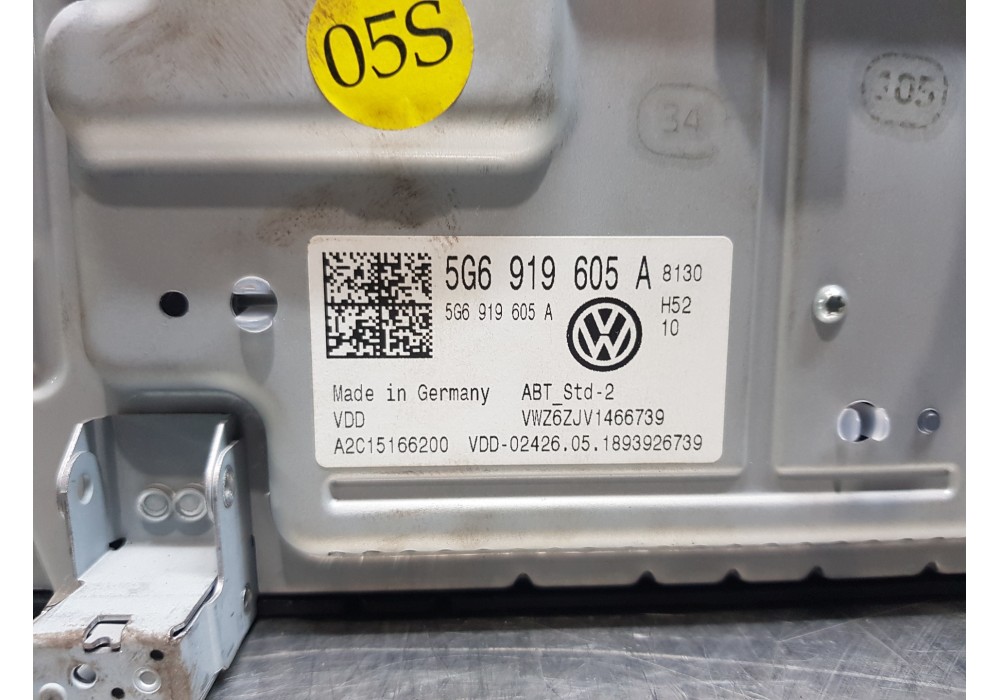 05S
34
105
5G6 919 605 A 8130
5G6 919 605 A
H52
10
Made in Germany ABT_Std-2
VDD VWZ6ZJV1466739
A2C15166200 VDD-02426.05.1893926739